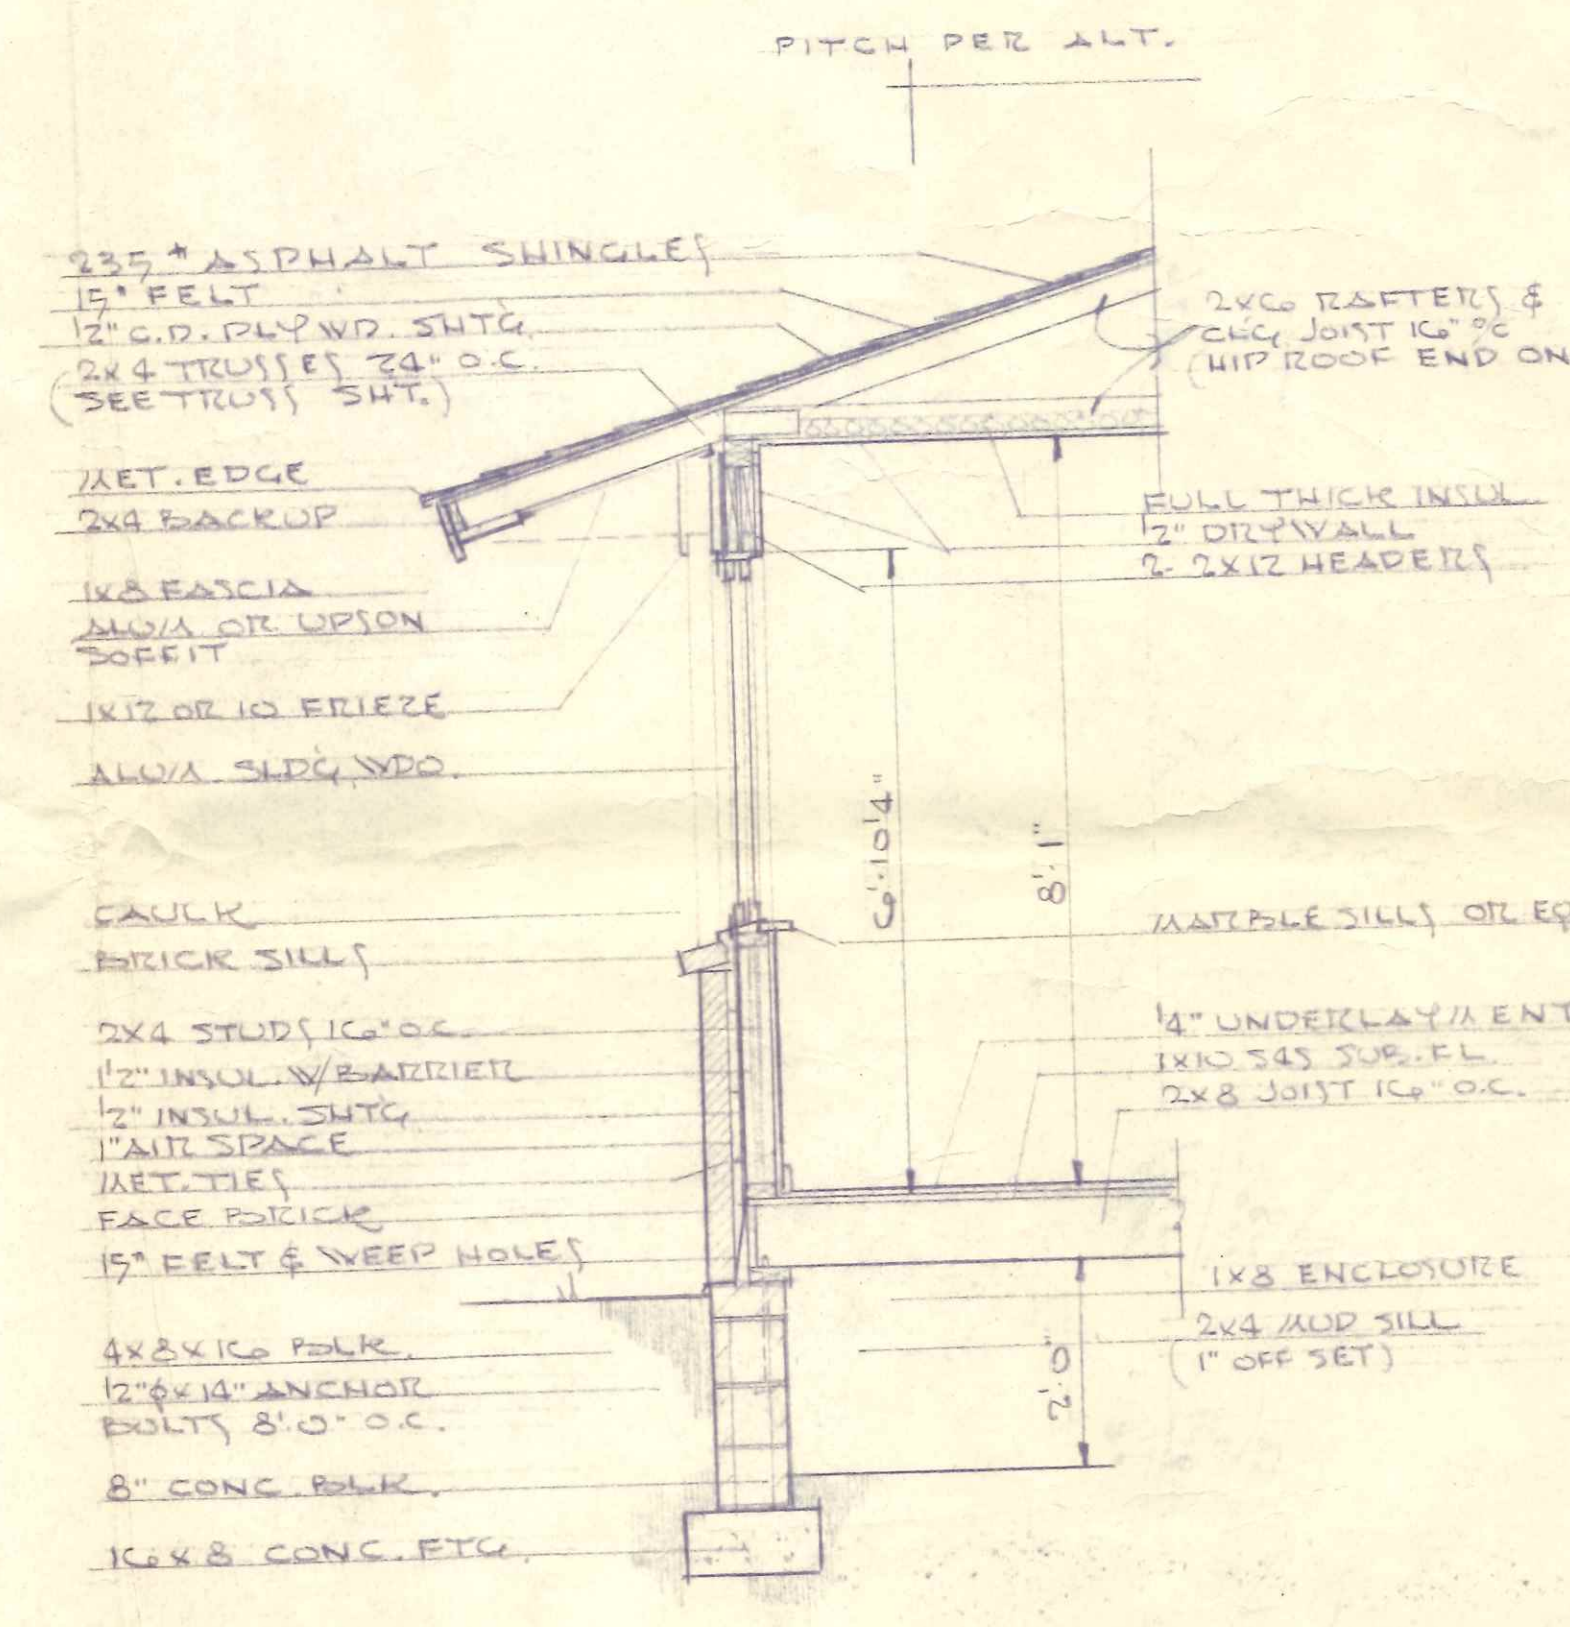 PITCH PER ALT.
235# ASPHALT SHINGLES
15# FELT
1/2" C.D. PLYWD. SHTG.
2x4 TRUSSES 24" O.C.
(SEE TRUSS SHT.)
MET. EDGE
2x4 BACKUP
1x8 FASCIA
ALUM OR UPSON
SOFFIT
1x12 OR 10 FRIEZE
ALUM. SLDG. WDO.
CAULK
BRICK SILLS
2x4 STUDS 16" O.C.
1 1/2" INSUL. W/BARRIER
1/2" INSUL. SHTG
1" AIR SPACE
MET. TIES
FACE BRICK
15# FELT & WEEP HOLES
4x8x16 BLK.
1/2"ϕx14" ANCHOR
BOLTS 8'-0" O.C.
8" CONC. BLK.
16x8 CONC. FTG.
2x6 RAFTERS &
CLG JOIST 16" OC
(HIP ROOF END ON
FULL THICK INSUL.
1/2" DRYWALL
2- 2x12 HEADERS
6'-10 1/4"
8'-1"
MARBLE SILLS OR EQ
1/4" UNDERLAYMENT
1x10 S4S SUB. FL.
2x8 JOIST 16" O.C.
1x8 ENCLOSURE
2x4 MUD SILL
(1" OFF SET)
2'-0"